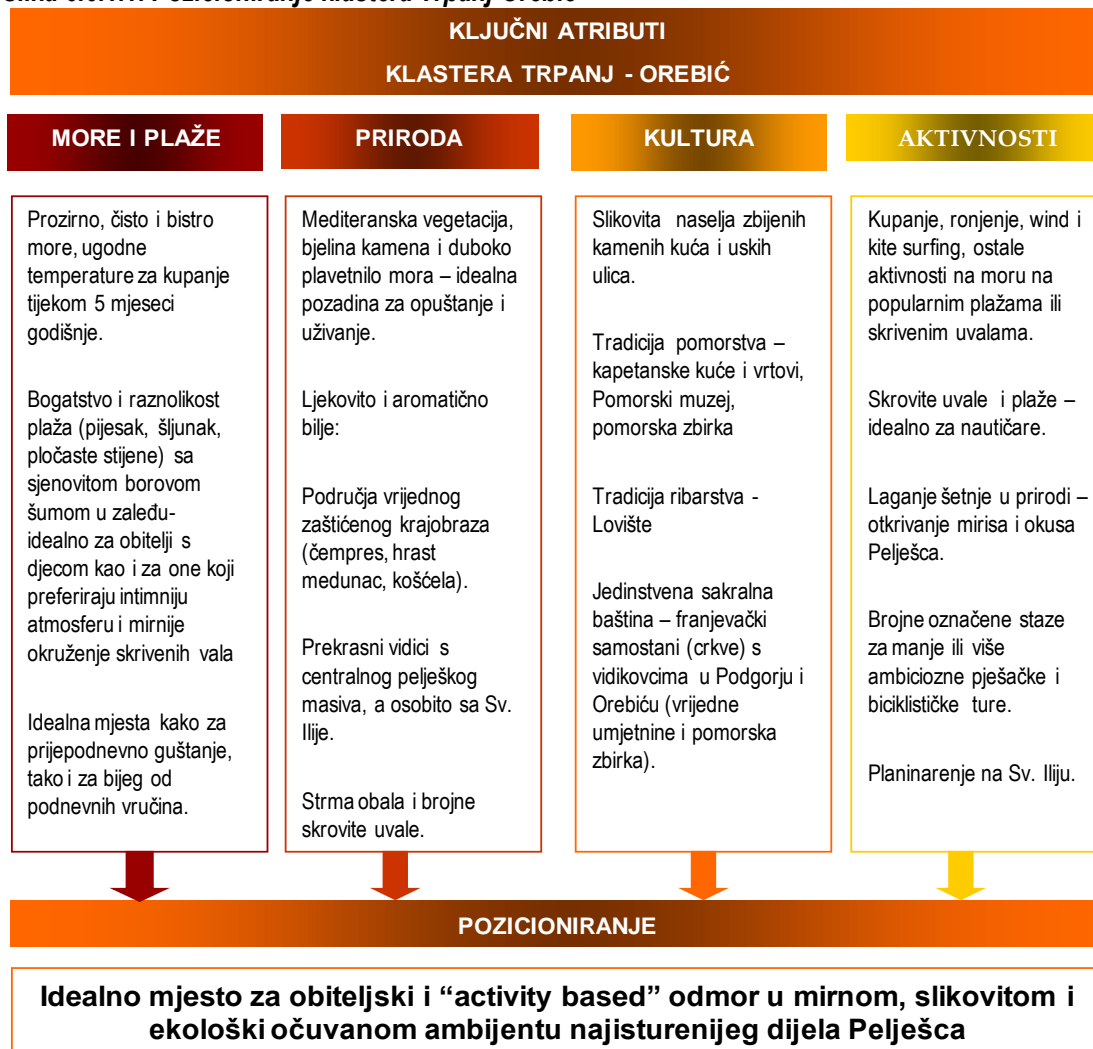 Pozicioniranje klastera Trpanj-Orebić
KLJUČNI ATRIBUTI
KLASTERA TRPANJ - OREBIĆ
MORE I PLAŽE
Prozirno, čisto i bistro
more, ugodne
temperature za kupanje
tijekom 5 mjeseci
godišnje.
Bogatstvo i raznolikost
plaža (pijesak, šljunak,
pločaste stijene) sa
sjenovitom borovom
šumom u zaleđu-
idealno za obitelji s
djecom kao i za one koji
preferiraju intimniju
atmosferu i mirnije
okruženje skrivenih vala
Idealna mjesta kako za
prijepodnevno guštanje,
tako i za bijeg od
podnevnih vručina.
PRIRODA
Mediteranska vegetacija,
bjelina kamena i duboko
plavetnilo mora – idealna
pozadina za opuštanje i
uživanje.
Ljekovito i aromatično
bilje:
Područja vrijednog
zaštićenog krajobraza
(čempres, hrast
medunac, košćela).
Prekrasni vidici s
centralnog pelješkog
masiva, a osobito sa Sv.
Ilije.
Strma obala i brojne
skrovite uvale.
KULTURA
Slikovita naselja zbijenih
kamenih kuća i uskih
ulica.
Tradicija pomorstva –
kapetanske kuće i vrtovi,
Pomorski muzej,
pomorska zbirka
Tradicija ribarstva -
Lovište
Jedinstvena sakralna
baština – franjevački
samostani (crkve) s
vidikovcima u Podgorju i
Orebiću (vrijedne
umjetnine i pomorska
zbirka).
AKTIVNOSTI
Kupanje, ronjenje, wind i
kite surfing, ostale
aktivnosti na moru na
popularnim plažama ili
skrivenim uvalama.
Skrovite uvale i plaže –
idealno za nautičare.
Lagane šetnje u prirodi –
otkrivanje mirisa i okusa
Pelješca.
Brojne označene staze
za manje ili više
ambiciozne pješačke i
biciklističke ture.
Planinarenje na Sv. Iliju.
POZICIONIRANJE
Idealno mjesto za obiteljski i “activity based” odmor u mirnom, slikovitom i
ekološki očuvanom ambijentu najisturenijeg dijela Pelješca